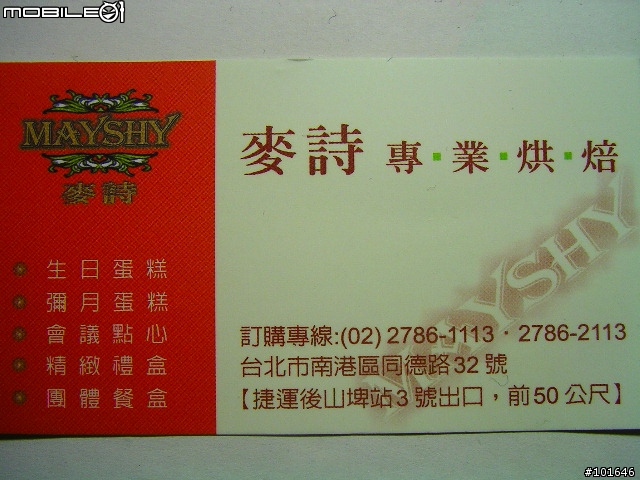 MOBILE01
MAYSHY
麥詩
生日蛋糕
彌月蛋糕
會議點心
精緻禮盒
團體餐盒
麥詩 專·業·烘·焙
MAYSHY
訂購專線:(02) 2786-1113·2786-2113
台北市南港區同德路32號
【捷運後山埤站3號出口，前50公尺】
#101646